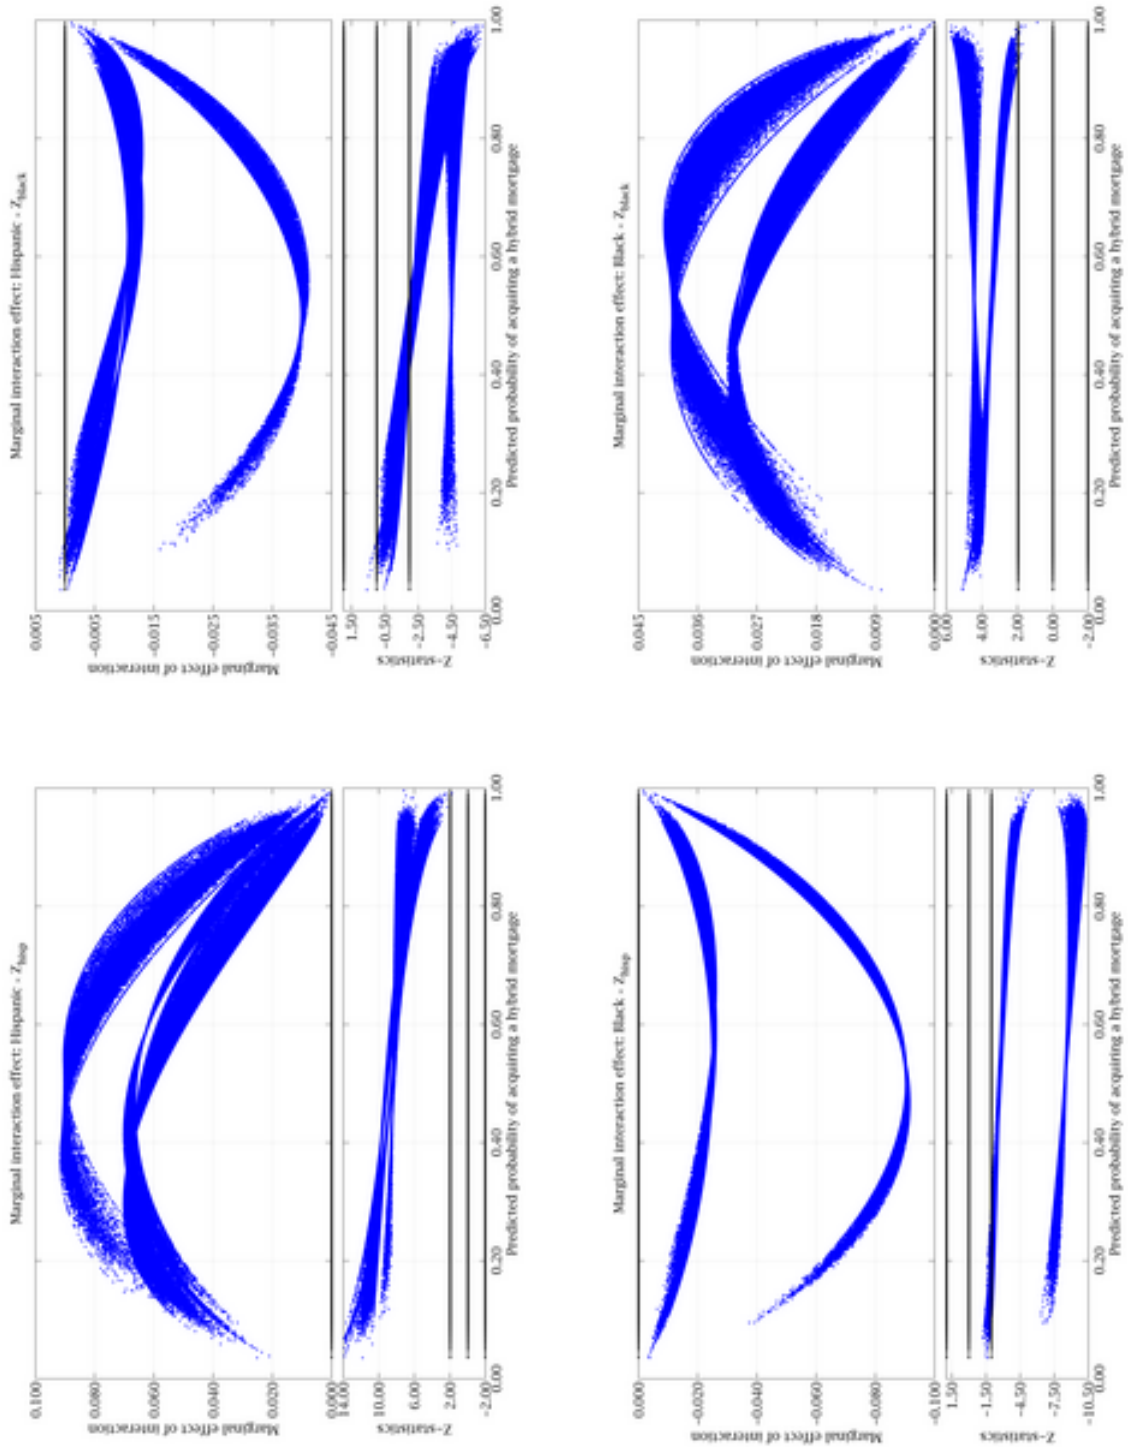 Marginal interaction effect: Hispanic * Z_hisp
Marginal effect of interaction
0.100
0.080
0.060
0.040
0.020
0.000
Z-statistics
14.00
10.00
6.00
2.00
-2.00
0.00 0.20 0.40 0.60 0.80 1.00
Predicted probability of acquiring a hybrid mortgage
Marginal interaction effect: Hispanic * Z_black
Marginal effect of interaction
0.005
-0.005
-0.015
-0.025
-0.035
-0.045
Z-statistics
1.50
-0.50
-2.50
-4.50
-6.50
0.00 0.20 0.40 0.60 0.80 1.00
Predicted probability of acquiring a hybrid mortgage
Marginal interaction effect: Black * Z_hisp
Marginal effect of interaction
0.000
-0.020
-0.040
-0.060
-0.080
-0.100
Z-statistics
1.50
-1.50
-4.50
-7.50
-10.50
0.00 0.20 0.40 0.60 0.80 1.00
Predicted probability of acquiring a hybrid mortgage
Marginal interaction effect: Black * Z_black
Marginal effect of interaction
0.045
0.036
0.027
0.018
0.009
0.000
Z-statistics
6.00
4.00
2.00
0.00
-2.00
0.00 0.20 0.40 0.60 0.80 1.00
Predicted probability of acquiring a hybrid mortgage